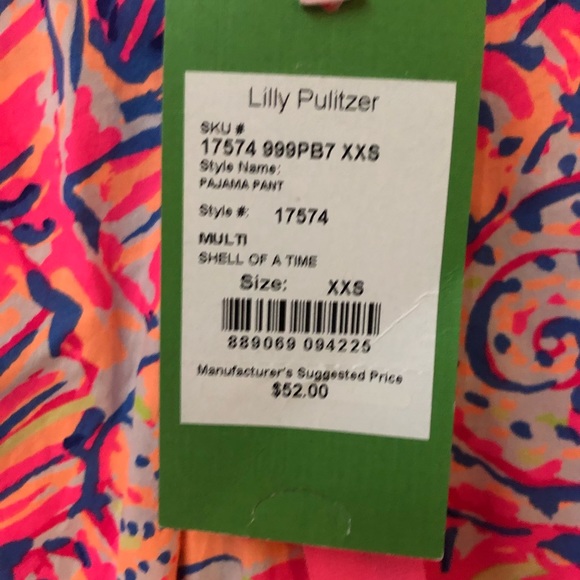 Lilly Pulitzer
SKU #
17574 999PB7 XXS
Style Name:
PAJAMA PANT
Style #: 17574
MULTI
SHELL OF A TIME
Size: XXS
889069 094225
Manufacturer's Suggested Price
$52.00